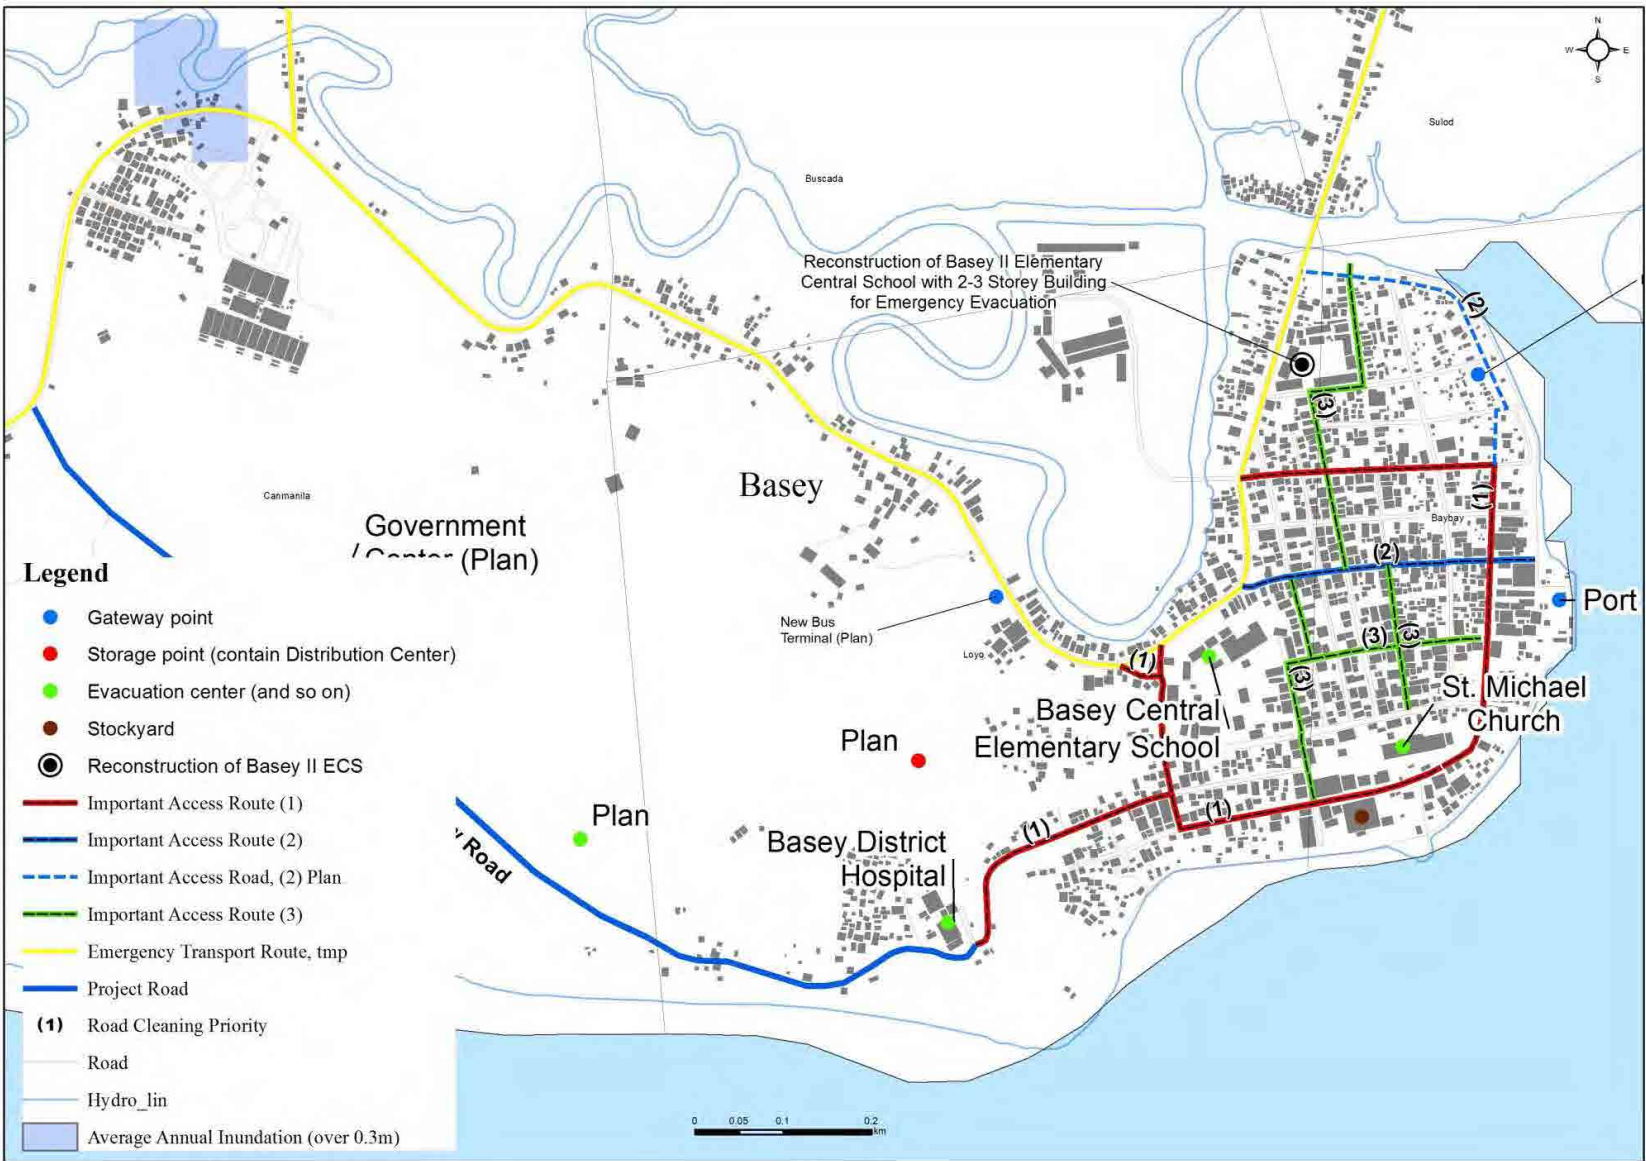 N
W E
S
Sulod
Buscada
Reconstruction of Basey II Elementary
Central School with 2-3 Storey Building
for Emergency Evacuation
(2)
(3)
Basey
Canmanila
Government
(Plan)
(1)
Baybay
(2)
Port
New Bus
Terminal (Plan)
Loyo
(1)
(3)
(3)
(3)
St. Michael
Church
Basey Central
Elementary School
Plan
Plan
(1)
(1)
Basey District
Hospital
Road
Legend
Gateway point
Storage point (contain Distribution Center)
Evacuation center (and so on)
Stockyard
Reconstruction of Basey II ECS
Important Access Route (1)
Important Access Route (2)
Important Access Road, (2) Plan
Important Access Route (3)
Emergency Transport Route, tmp
Project Road
(1) Road Cleaning Priority
Road
Hydro_lin
Average Annual Inundation (over 0.3m)
0 0.05 0.1 0.2
km